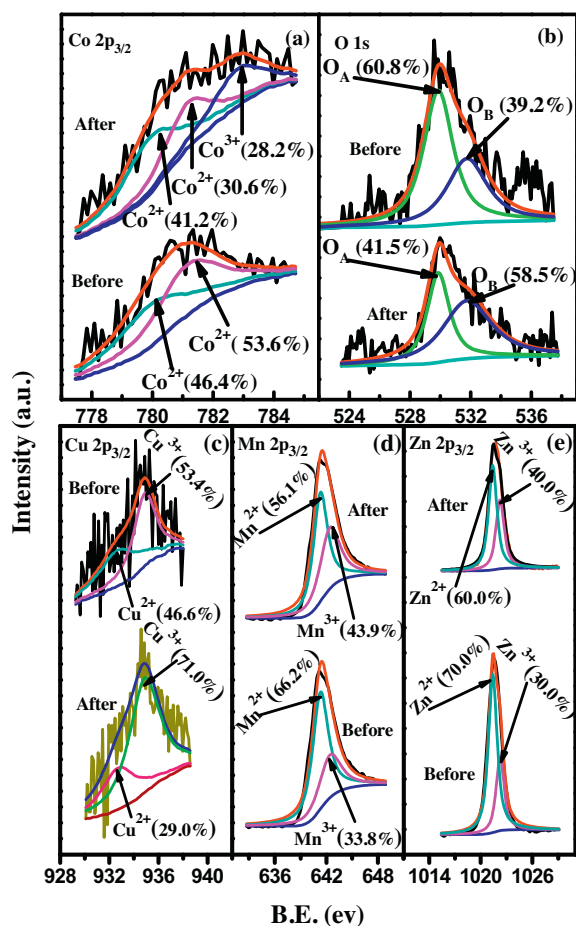 Co 2p3/2
(a)
After
Co3+(28.2%)
Co2+(30.6%)
Co2+(41.2%)
Before
Co2+(53.6%)
Co2+(46.4%)
778 780 782 784
O 1s
(b)
OA(60.8%)
OB(39.2%)
Before
OA(41.5%)
OB(58.5%)
After
524 528 532 536
Intensity (a.u.)
Cu 2p3/2
(c)
Cu3+(53.4%)
Before
Cu2+(46.6%)
Cu3+(71.0%)
After
Cu2+(29.0%)
928 932 936 940
Mn 2p3/2
(d)
Mn2+(56.1%)
After
Mn3+(43.9%)
Mn2+(66.2%)
Before
Mn3+(33.8%)
636 642 648
Zn 2p3/2
(e)
Zn3+(40.0%)
After
Zn2+(60.0%)
Zn2+(70.0%)
Zn3+(30.0%)
Before
1014 1020 1026
B.E. (ev)